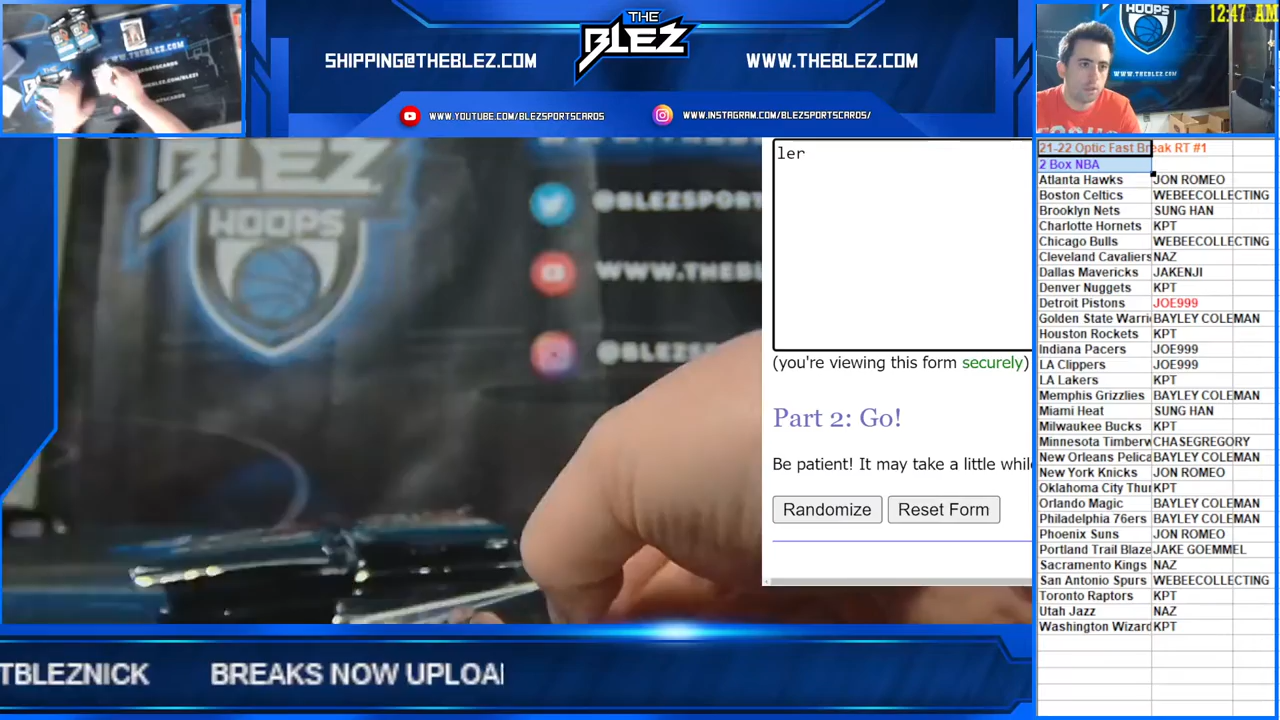 WWW.THEBLEZ.COM
SHIPPING@THEBLEZ.COM
THE
BLEZ
WWW.THEBLEZ.COM
WWW.YOUTUBE.COM/BLEZSPORTSCARDS
WWW.INSTAGRAM.COM/BLEZSPORTSCARDS/
HOOPS
WWW.THEBLEZ.COM
12:47 AM
BLEZ
HOOPS
@BLEZSPORT
WWW.THEBL
@BLEZS
ler
(you're viewing this form securely)
Part 2: Go!
Be patient! It may take a little whil
Randomize Reset Form
21-22 Optic Fast Break RT #1
2 Box NBA
Atlanta Hawks JON ROMEO
Boston Celtics WEBEECOLLECTING
Brooklyn Nets SUNG HAN
Charlotte Hornets KPT
Chicago Bulls WEBEECOLLECTING
Cleveland Cavaliers NAZ
Dallas Mavericks JAKENJI
Denver Nuggets KPT
Detroit Pistons JOE999
Golden State Warri BAYLEY COLEMAN
Houston Rockets KPT
Indiana Pacers JOE999
LA Clippers JOE999
LA Lakers KPT
Memphis Grizzlies BAYLEY COLEMAN
Miami Heat SUNG HAN
Milwaukee Bucks KPT
Minnesota Timberw CHASEGREGORY
New Orleans Pelica BAYLEY COLEMAN
New York Knicks JON ROMEO
Oklahoma City Thu KPT
Orlando Magic BAYLEY COLEMAN
Philadelphia 76ers BAYLEY COLEMAN
Phoenix Suns JON ROMEO
Portland Trail Blaze JAKE GOEMMEL
Sacramento Kings NAZ
San Antonio Spurs WEBEECOLLECTING
Toronto Raptors KPT
Utah Jazz NAZ
Washington Wizard KPT
TBLEZNICK BREAKS NOW UPLOA